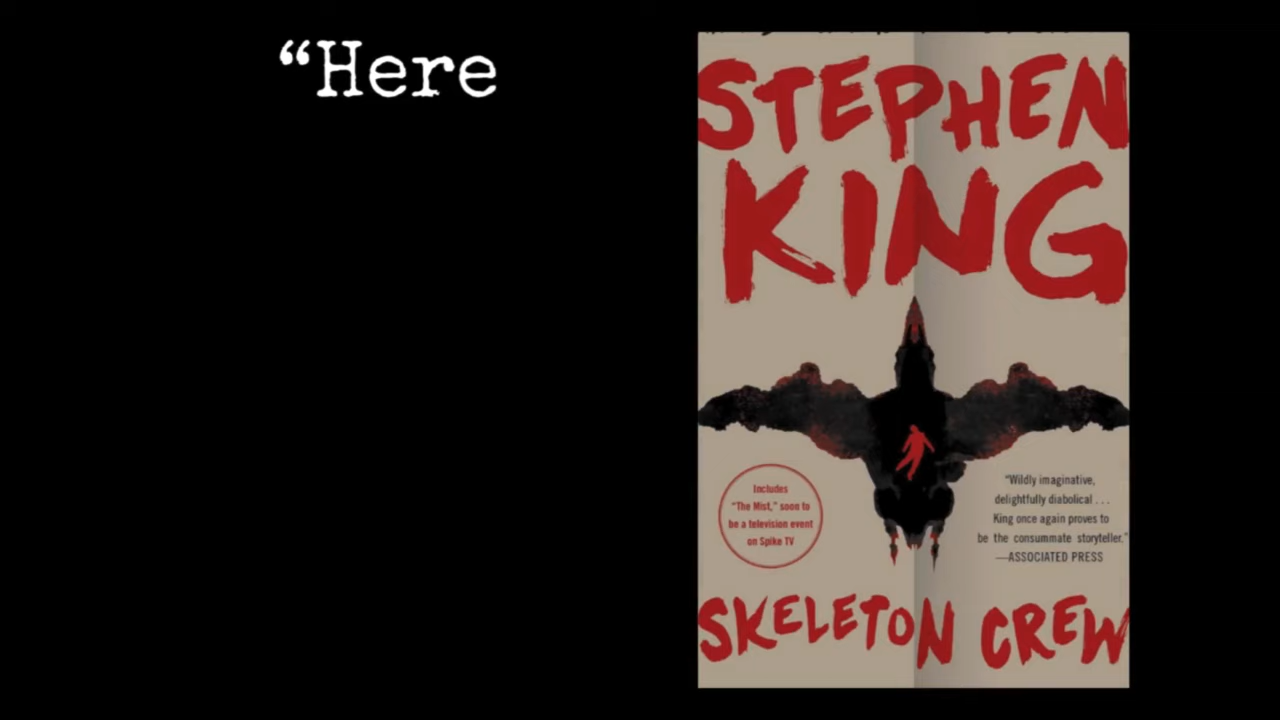 “Here
STEPHEN
KING
Includes
“The Mist,” soon to
be a television event
on Spike TV
“Wildly imaginative,
delightfully diabolical . . .
King once again proves to
be the consummate storyteller.”
—ASSOCIATED PRESS
SKELETON CREW